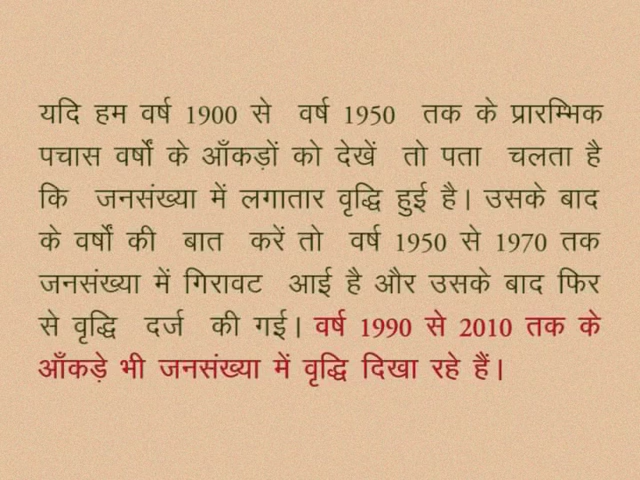 यदि हम वर्ष 1900 से वर्ष 1950 तक के प्रारम्भिक
पचास वर्षों के आँकड़ों को देखें तो पता चलता है
कि जनसंख्या में लगातार वृद्धि हुई है। उसके बाद
के वर्षों की बात करें तो वर्ष 1950 से 1970 तक
जनसंख्या में गिरावट आई है और उसके बाद फिर
से वृद्धि दर्ज की गई। वर्ष 1990 से 2010 तक के
आँकड़े भी जनसंख्या में वृद्धि दिखा रहे हैं।